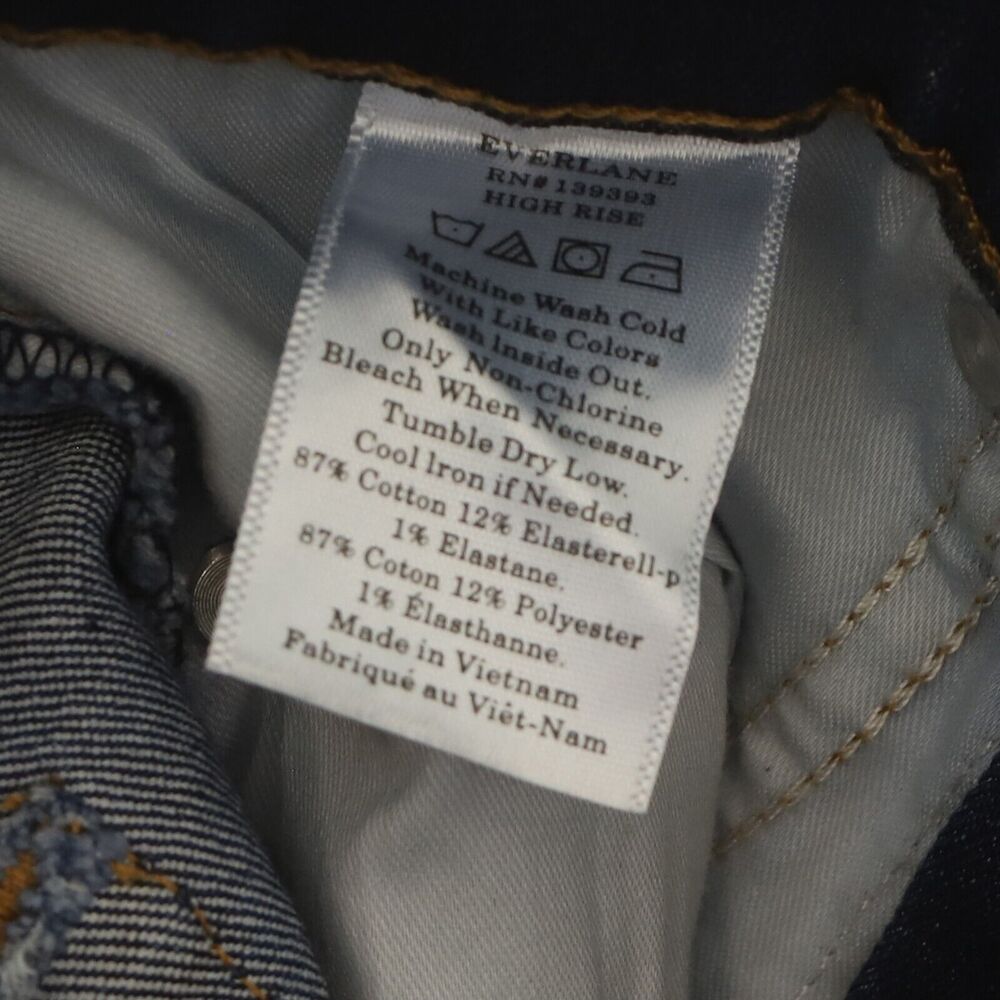 EVERLANE
RN# 139393
HIGH RISE
Machine Wash Cold
With Like Colors
Wash Inside Out.
Only Non-Chlorine
Bleach When Necessary.
Tumble Dry Low.
Cool Iron if Needed.
87% Cotton 12% Elasterell-p
1% Elastane.
87% Coton 12% Polyester
1% Élasthanne.
Made in Vietnam
Fabriqué au Viêt-Nam